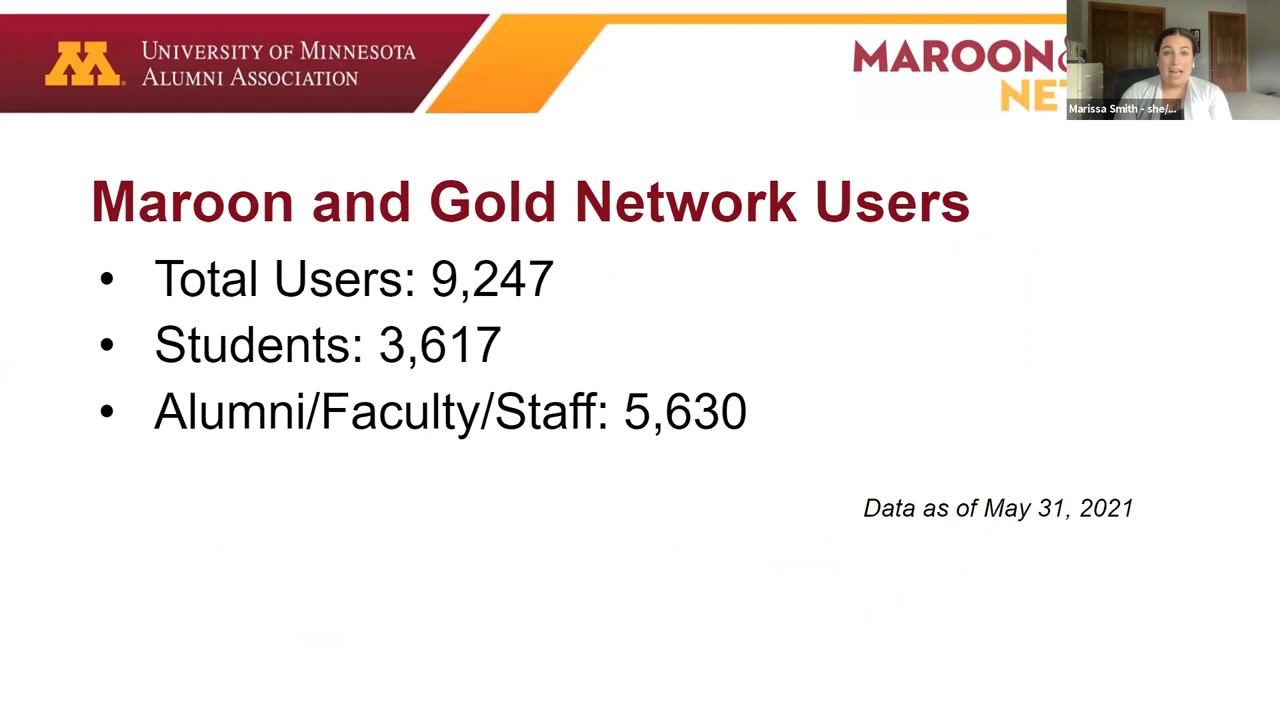 UNIVERSITY OF MINNESOTA
ALUMNI ASSOCIATION
MAROON&
NET
Marissa Smith - she/...
Maroon and Gold Network Users
• Total Users: 9,247
• Students: 3,617
• Alumni/Faculty/Staff: 5,630
Data as of May 31, 2021